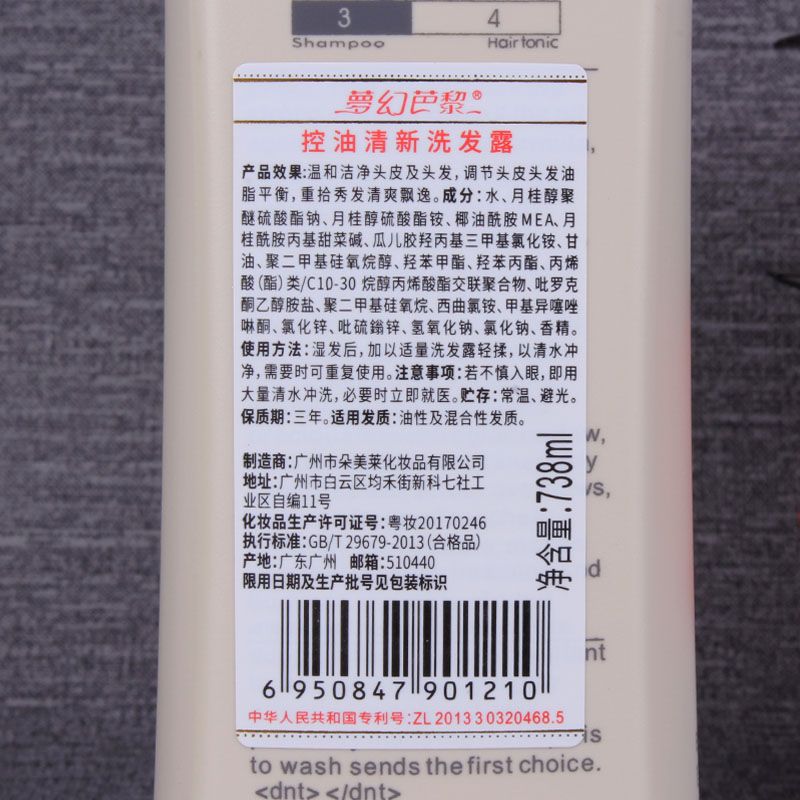 3
4
Shampoo
Hair tonic
梦幻芭黎®
控油清新洗发露
产品效果:温和洁净头皮及头发,调节头皮头发油
脂平衡,重拾秀发清爽飘逸。成分:水、月桂醇聚
醚硫酸酯钠、月桂醇硫酸酯铵、椰油酰胺MEA、月
桂酰胺丙基甜菜碱、瓜儿胶羟丙基三甲基氯化铵、甘
油、聚二甲基硅氧烷醇、羟苯甲酯、羟苯丙酯、丙烯
酸(酯)类/C10-30 烷醇丙烯酸酯交联聚合物、吡罗克
酮乙醇胺盐、聚二甲基硅氧烷、西曲氯铵、甲基异噻唑
啉酮、氯化锌、吡硫鎓锌、氢氧化钠、氯化钠、香精。
使用方法:湿发后,加以适量洗发露轻揉,以清水冲
净,需要时可重复使用。注意事项:若不慎入眼,即用
大量清水冲洗,必要时立即就医。贮存:常温、避光。
保质期:三年。适用发质:油性及混合性发质。
制造商:广州市朵美莱化妆品有限公司
地址:广州市白云区均禾街新科七社工
业区自编11号
化妆品生产许可证号:粤妆20170246
执行标准:GB/T 29679-2013(合格品)
产地:广东广州 邮箱:510440
限用日期及生产批号见包装标识
净含量:738ml
6 950847 901210
中华人民共和国专利号:ZL 2013 3 0320468.5
to wash sends the first choice.
<dnt> </dnt>